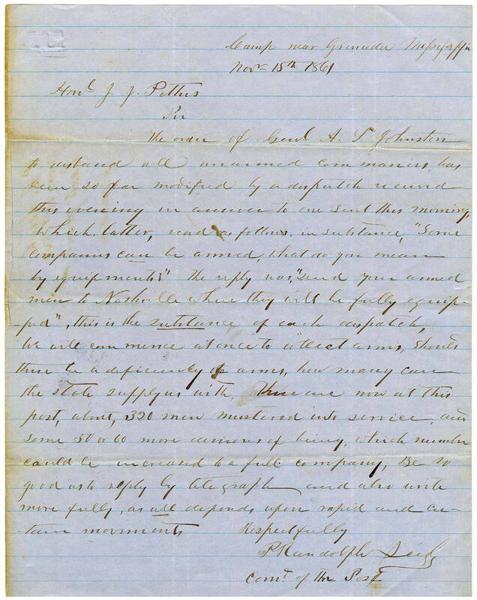 Camp near Grenada Mississippi
Nov 15th 1861
Honl J. J. Pettus
Sir
The order of Genl A. S. Johnston
to disband all unarmed companies has
been so far modified by a dispatch received
this evening in answer to one sent this morning
which latter, read as follows, in substance, "Some
Companies can be armed, what do you mean
by equipments" the reply was, "send your armed
men to Nashville where they will be fully equip-
ped", this is the substance of each dispatch,
we will commence at once to collect arms, should
there be a deficiency of arms, how many can
the State supply us with, there are now at this
post, about, 1320 men mustered into service, and
some 50 or 60 more desirous of being, which number
could be increased to a full company, Be so
good as to reply by telegraph and also write
more fully, as all depends upon rapid and cer-
tain movements
Respectfully
P Randolph
Comt of the Post